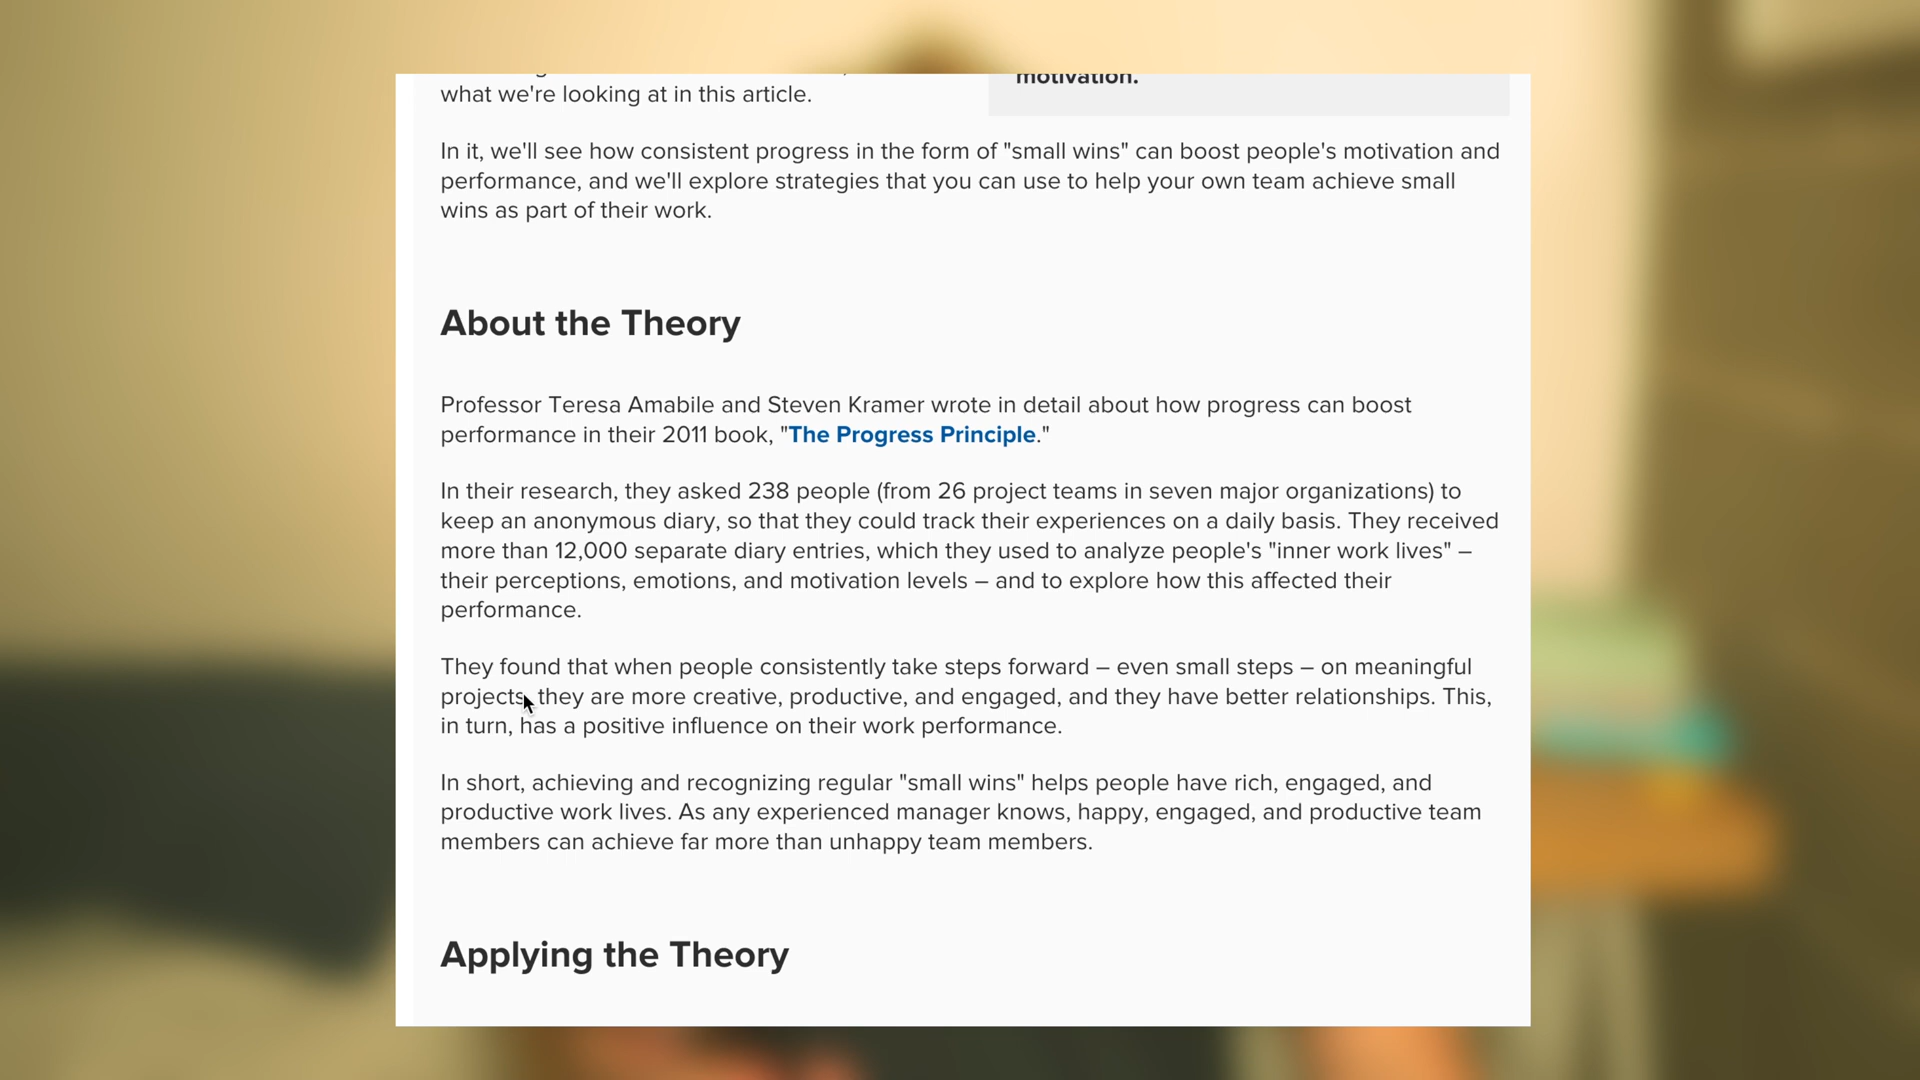 motivation.
what we're looking at in this article.
In it, we'll see how consistent progress in the form of "small wins" can boost people's motivation and
performance, and we'll explore strategies that you can use to help your own team achieve small
wins as part of their work.
About the Theory
Professor Teresa Amabile and Steven Kramer wrote in detail about how progress can boost
performance in their 2011 book, "The Progress Principle."
In their research, they asked 238 people (from 26 project teams in seven major organizations) to
keep an anonymous diary, so that they could track their experiences on a daily basis. They received
more than 12,000 separate diary entries, which they used to analyze people's "inner work lives" –
their perceptions, emotions, and motivation levels – and to explore how this affected their
performance.
They found that when people consistently take steps forward – even small steps – on meaningful
projects, they are more creative, productive, and engaged, and they have better relationships. This,
in turn, has a positive influence on their work performance.
In short, achieving and recognizing regular "small wins" helps people have rich, engaged, and
productive work lives. As any experienced manager knows, happy, engaged, and productive team
members can achieve far more than unhappy team members.
Applying the Theory